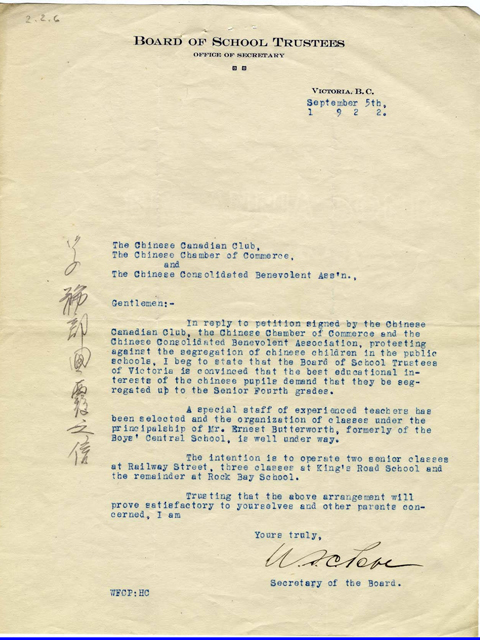 2.2.6
BOARD OF SCHOOL TRUSTEES
OFFICE OF SECRETARY
VICTORIA, B.C.
September 5th,
1 9 2 2.
The Chinese Canadian Club,
The Chinese Chamber of Commerce,
and
The Chinese Consolidated Benevolent Ass'n.,
Gentlemen:-
In reply to petition signed by the Chinese
Canadian Club, the Chinese Chamber of Commerce and the
Chinese Consolidated Benevolent Association, protesting
against the segregation of chinese children in the public
schools, I beg to state that the Board of School Trustees
of Victoria is convinced that the best educational in-
terests of the chinese pupils demand that they be seg-
regated up to the Senior Fourth grades.
A special staff of experienced teachers has
been selected and the organization of classes under the
principalship of Mr. Ernest Butterworth, formerly of the
Boys' Central School, is well under way.
The intention is to operate two senior classes
at Railway Street, three classes at King's Road School and
the remainder at Rock Bay School.
Trusting that the above arrangement will
prove satisfactory to yourselves and other parents con-
cerned, I am
Yours truly,
Secretary of the Board.
WFCP:HC
之信